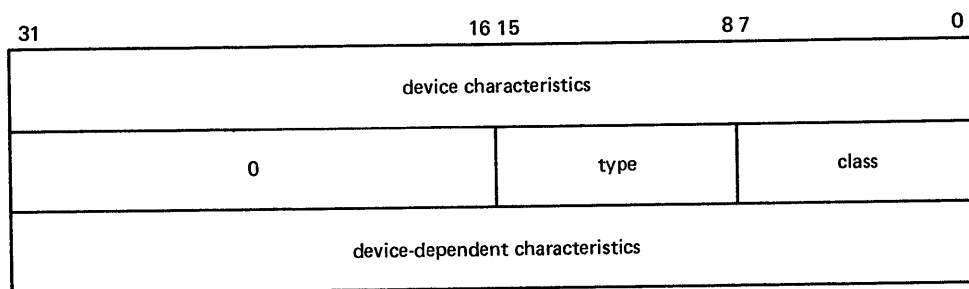 31 16 15 8 7 0
device characteristics
0 type class
device-dependent characteristics